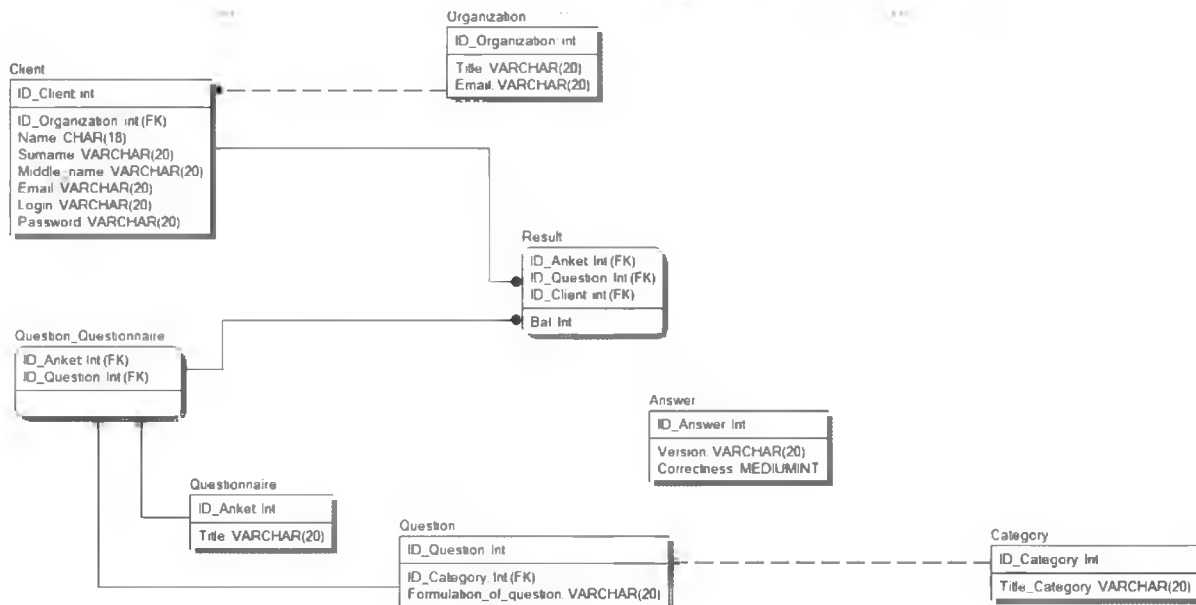 Organization
ID_Organization: int
Title VARCHAR(20)
Email. VARCHAR(20)
Client
ID_Client int
ID_Organization int (FK)
Name CHAR(18)
Surname VARCHAR(20)
Middle_name VARCHAR(20)
Email VARCHAR(20)
Login VARCHAR(20)
Password VARCHAR(20)
Result
ID_Anket Int (FK)
ID_Question Int (FK)
ID_Client int (FK)
Bal Int
Question_Questionnaire
ID_Anket Int (FK)
ID_Question Int (FK)
Answer
ID_Answer Int
Version. VARCHAR(20)
Correctness MEDIUMINT
Questionnaire
ID_Anket Int
Title VARCHAR(20)
Question
ID_Question Int
ID_Category. Int (FK)
Formulation_of_question. VARCHAR(20)
Category
ID_Category Int
Title_Category VARCHAR(20)